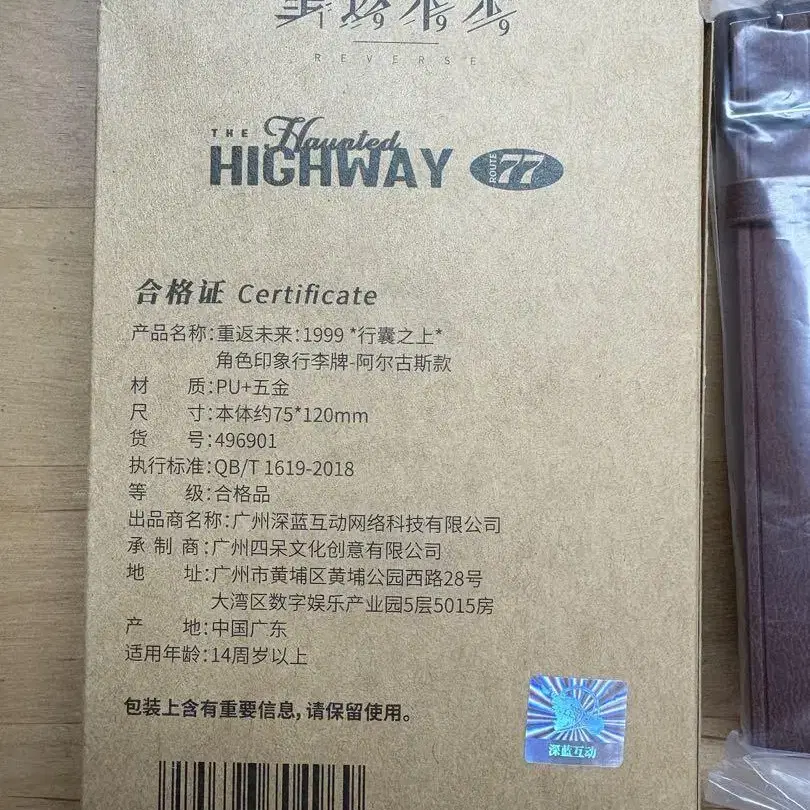 重返未来
1 9 9 9
REVERSE
THE Haunted
HIGHWAY ROUTE 77
合格证 Certificate
产品名称:重返未来:1999 *行囊之上*
角色印象行李牌-阿尔古斯款
材 质:PU+五金
尺 寸:本体约75*120mm
货 号:496901
执行标准:QB/T 1619-2018
等 级:合格品
出品商名称:广州深蓝互动网络科技有限公司
承 制 商:广州四呆文化创意有限公司
地 址:广州市黄埔区黄埔公园西路28号
大湾区数字娱乐产业园5层5015房
产 地:中国广东
适用年龄:14周岁以上
包装上含有重要信息,请保留使用。
深蓝互动